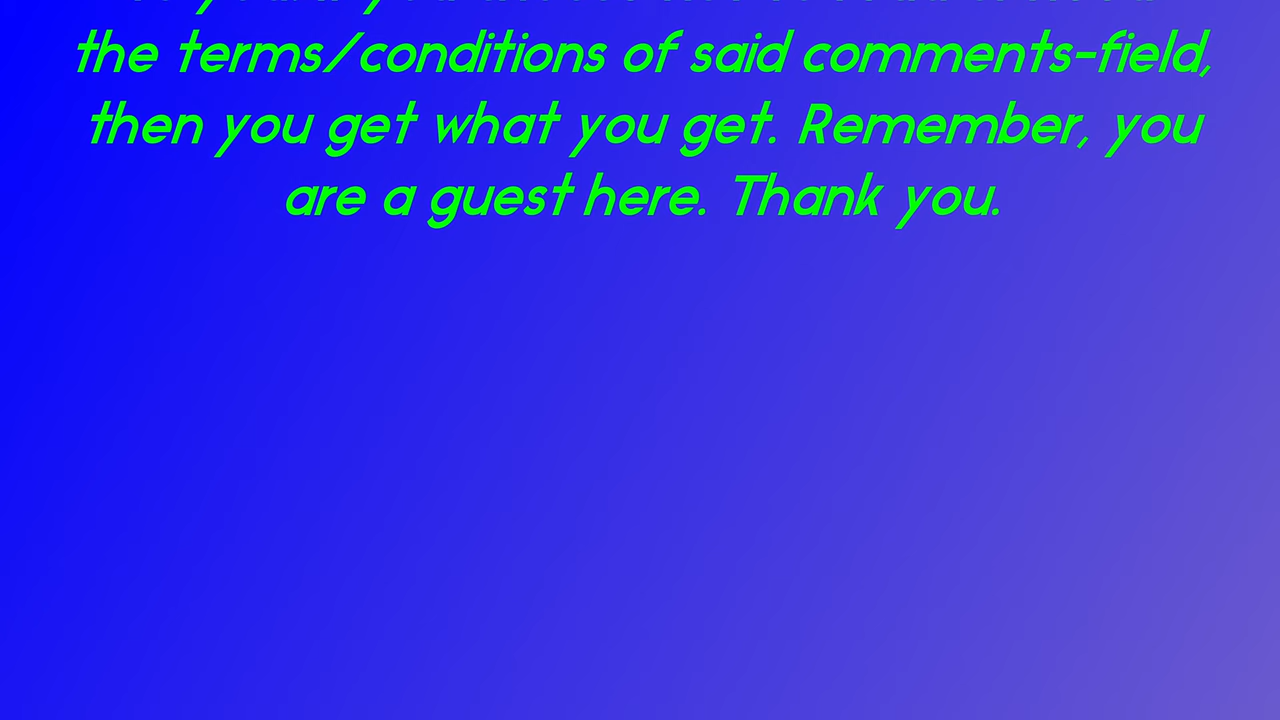 the terms/conditions of said comments-field,
then you get what you get. Remember, you
are a guest here. Thank you.